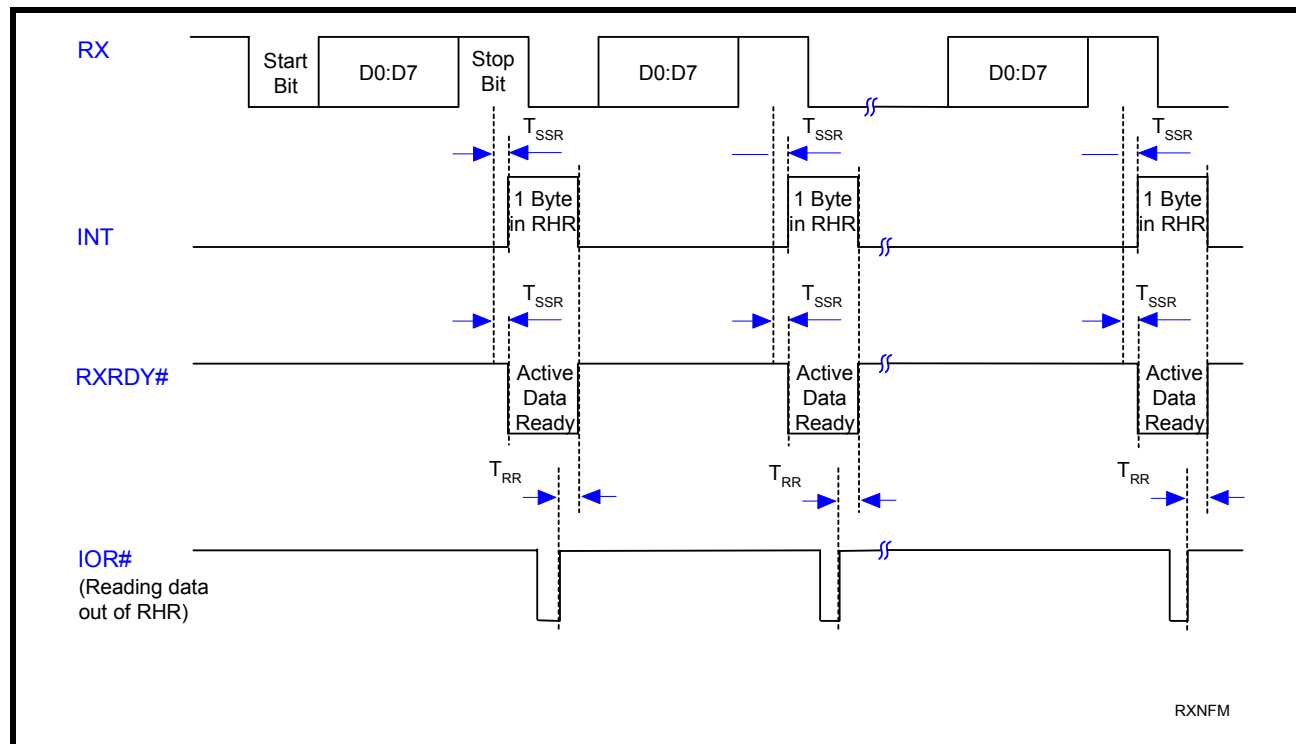 RX
Start
Bit
D0:D7
Stop
Bit
D0:D7
D0:D7
TSSR
TSSR
TSSR
INT
1 Byte
in RHR
1 Byte
in RHR
1 Byte
in RHR
TSSR
TSSR
TSSR
RXRDY#
Active
Data
Ready
Active
Data
Ready
Active
Data
Ready
TRR
TRR
TRR
IOR#
(Reading data
out of RHR)
RXNFM